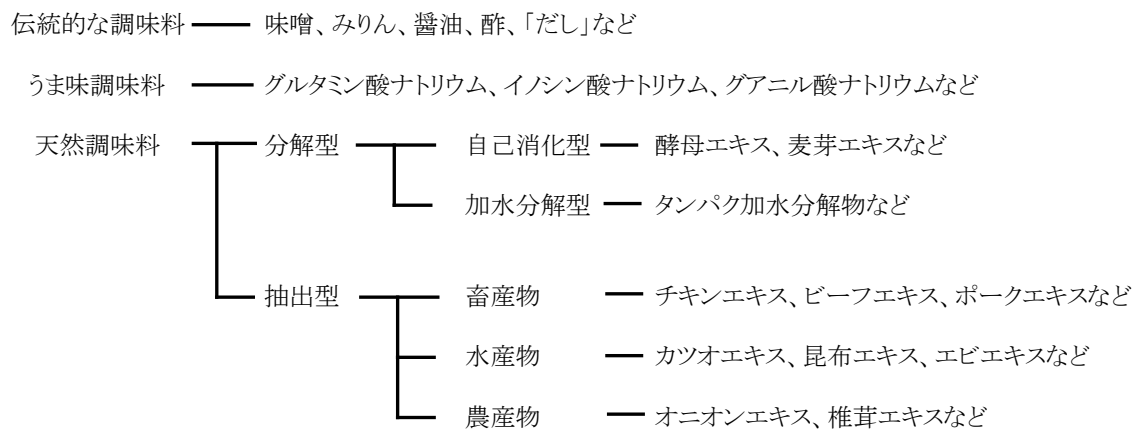 伝統的な調味料 味噌、みりん、醤油、酢、「だし」など
うま味調味料 グルタミン酸ナトリウム、イノシン酸ナトリウム、グアニル酸ナトリウムなど
天然調味料 分解型 自己消化型 酵母エキス、麦芽エキスなど
加水分解型 タンパク加水分解物など
抽出型 畜産物 チキンエキス、ビーフエキス、ポークエキスなど
水産物 カツオエキス、昆布エキス、エビエキスなど
農産物 オニオンエキス、椎茸エキスなど